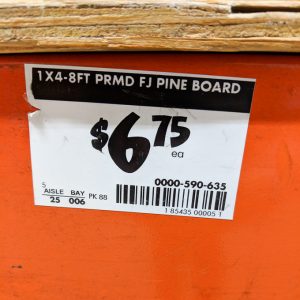 1X4-8FT PRMD FJ PINE BOARD
$6 75
ea
0000-590-635
5
AISLE BAY PK 88
25 006
1 85435 00005 1